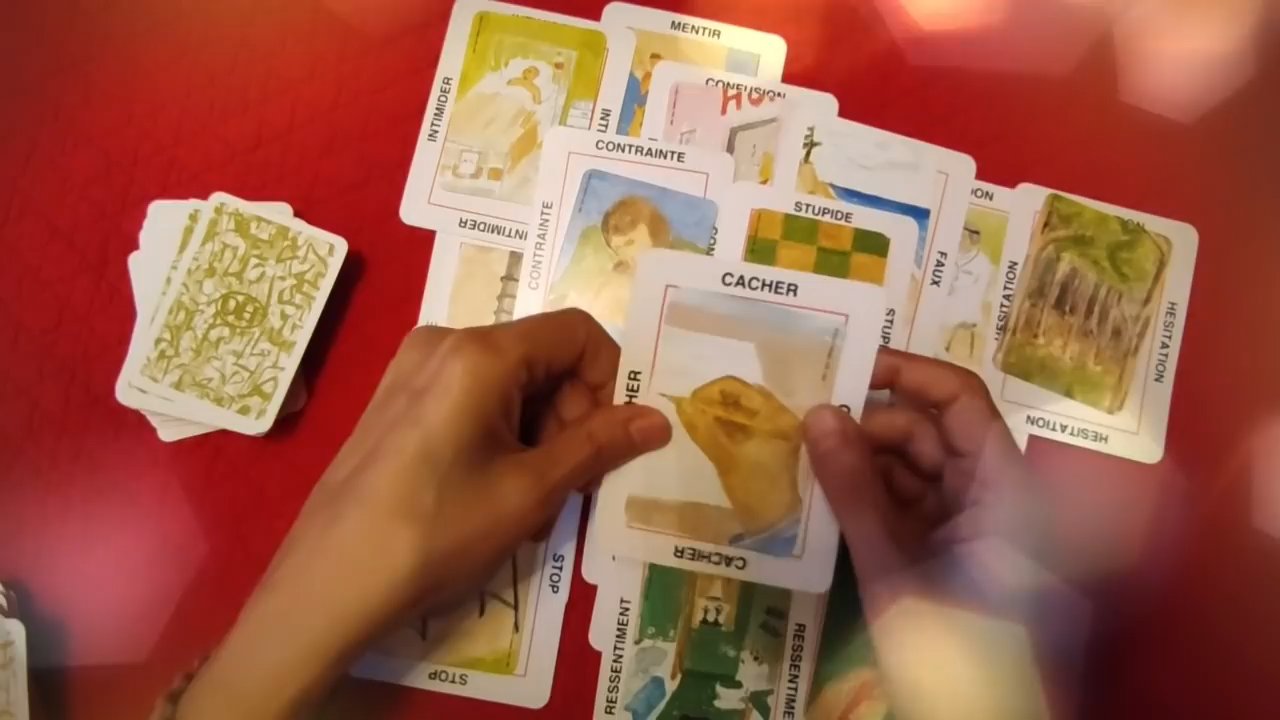 MENTIR
INTIMIDER
CONFUSION
CONTRAINTE
CONTRAINTE
INTIMIDER
STUPIDE
FAUX
HESITATION
HESITATION
HESITATION
CACHER
CACHER
STOP
STOP
RESSENTIMENT